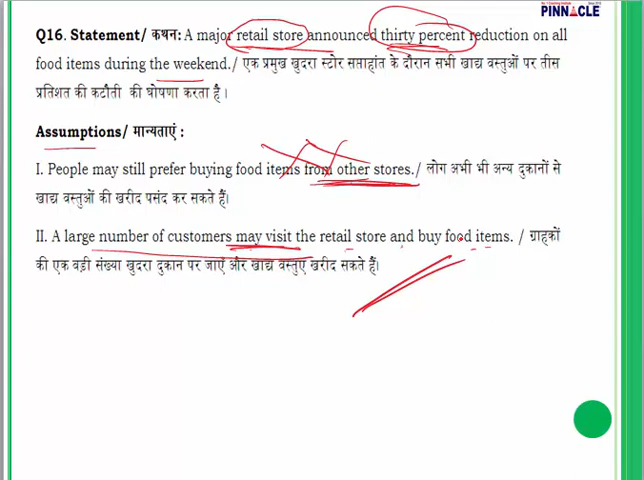 PINNACLE
Q16. Statement/ कथन: A major retail store announced thirty percent reduction on all
food items during the weekend./ एक प्रमुख खुदरा स्टोर सप्ताहांत के दौरान सभी खाद्य वस्तुओं पर तीस
प्रतिशत की कटौती की घोषणा करता है।
Assumptions/ मान्यताएं :
I. People may still prefer buying food items from other stores./ लोग अभी भी अन्य दुकानों से
खाद्य वस्तुओं की खरीद पसंद कर सकते हैं।
II. A large number of customers may visit the retail store and buy food items. / ग्राहकों
की एक बड़ी संख्या खुदरा दुकान पर जाएँ और खाद्य वस्तुए खरीद सकते हैं।